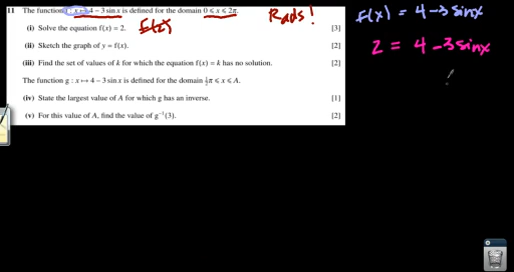 11 The function f : x ↦ 4 − 3 sin x is defined for the domain 0 ⩽ x ⩽ 2π.
Rads!
f(x) = 4 - 3 sinx
(i) Solve the equation f(x) = 2. [3]
f(2)
2 = 4 - 3 sinx
(ii) Sketch the graph of y = f(x). [2]
(iii) Find the set of values of k for which the equation f(x) = k has no solution. [2]
The function g : x ↦ 4 − 3 sin x is defined for the domain ½π ⩽ x ⩽ A.
(iv) State the largest value of A for which g has an inverse. [1]
(v) For this value of A, find the value of g⁻¹(3). [2]